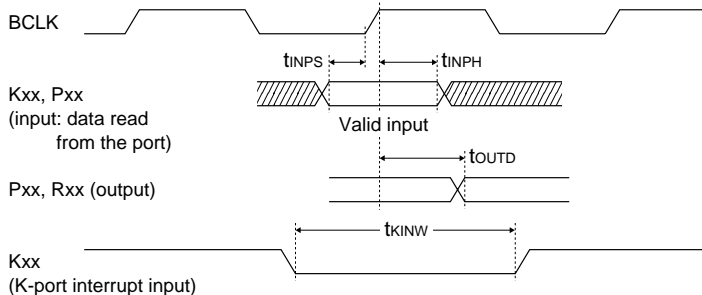 BCLK
tINPS
tINPH
Kxx, Pxx
(input: data read
from the port)
Valid input
tOUTD
Pxx, Rxx (output)
tKINW
Kxx
(K-port interrupt input)